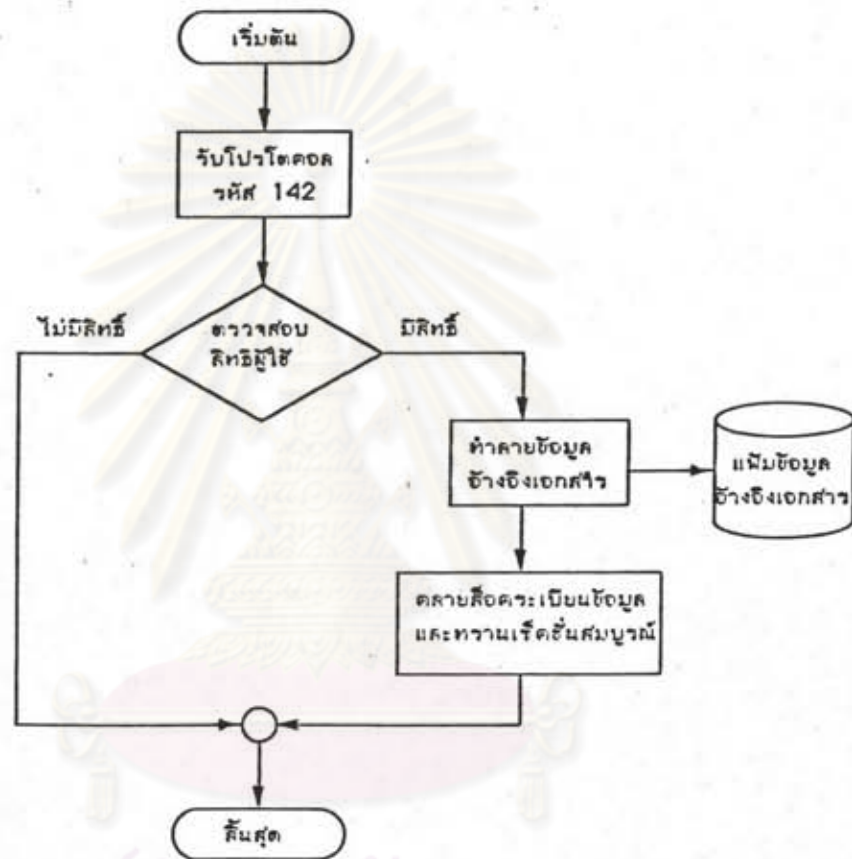 เริ่มต้น
รับโปรโตคอล
รหัส 142
ไม่มีสิทธิ์
ตรวจสอบ
สิทธิผู้ใช้
มีสิทธิ์
ทำลายข้อมูล
อ้างอิงเอกสาร
แฟ้มข้อมูล
อ้างอิงเอกสาร
คลายล็อคระเบียนข้อมูล
และทรานแซ็คชั่นสมบูรณ์
สิ้นสุด